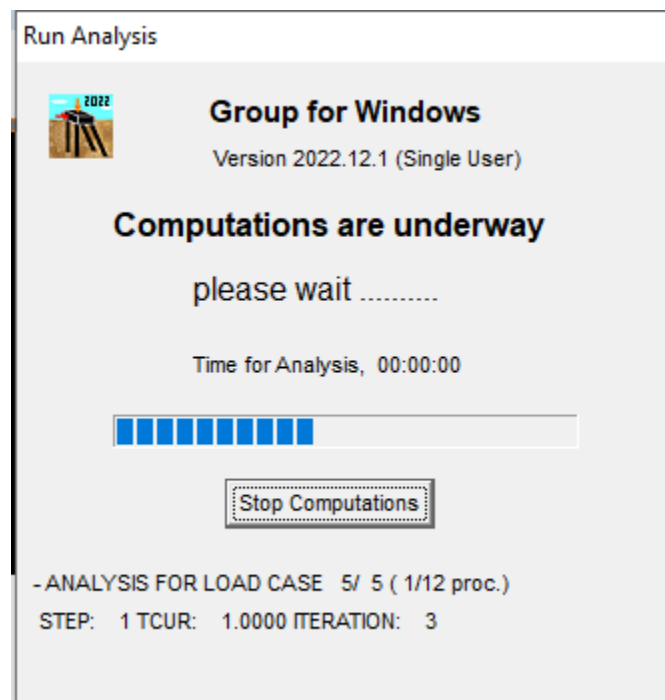 Run Analysis
2022
Group for Windows
Version 2022.12.1 (Single User)
Computations are underway
please wait ..........
Time for Analysis,  00:00:00
Stop Computations
- ANALYSIS FOR LOAD CASE   5/  5 ( 1/12 proc.)
STEP:    1 TCUR:    1.0000 ITERATION:    3